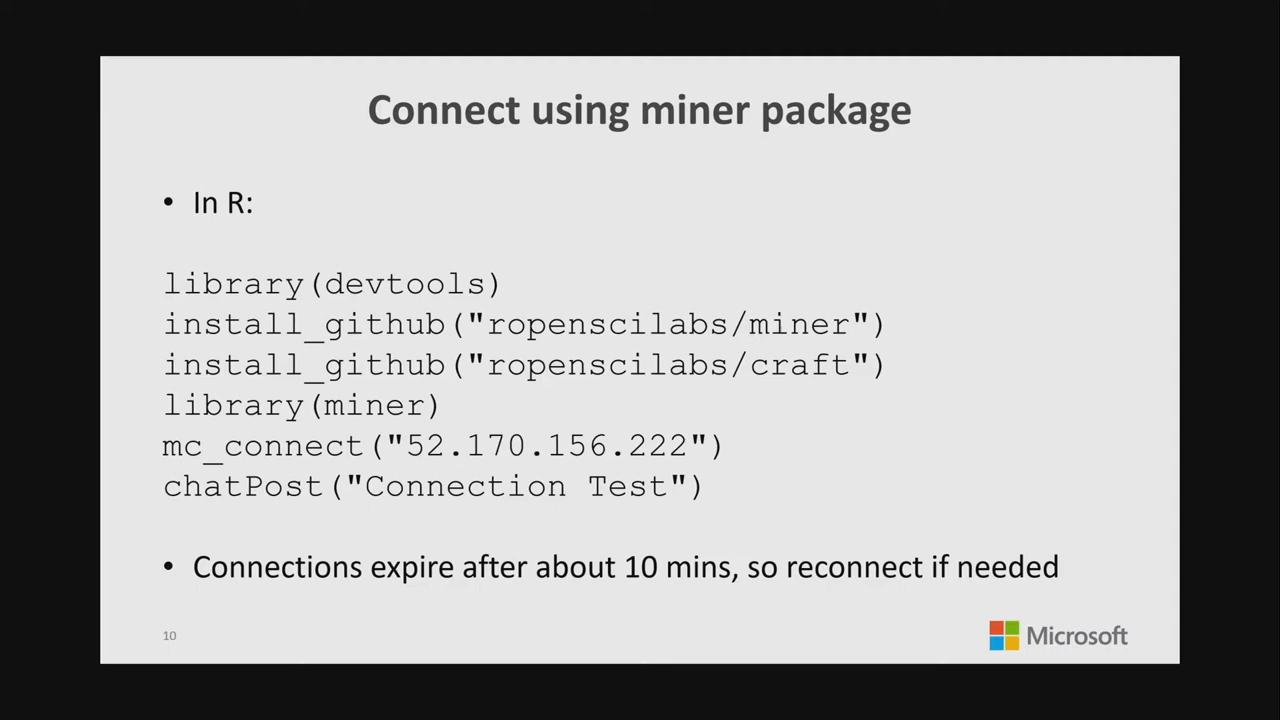 Connect using miner package
• In R:
library(devtools)
install_github("ropenscilabs/miner")
install_github("ropenscilabs/craft")
library(miner)
mc_connect("52.170.156.222")
chatPost("Connection Test")
• Connections expire after about 10 mins, so reconnect if needed
10
Microsoft